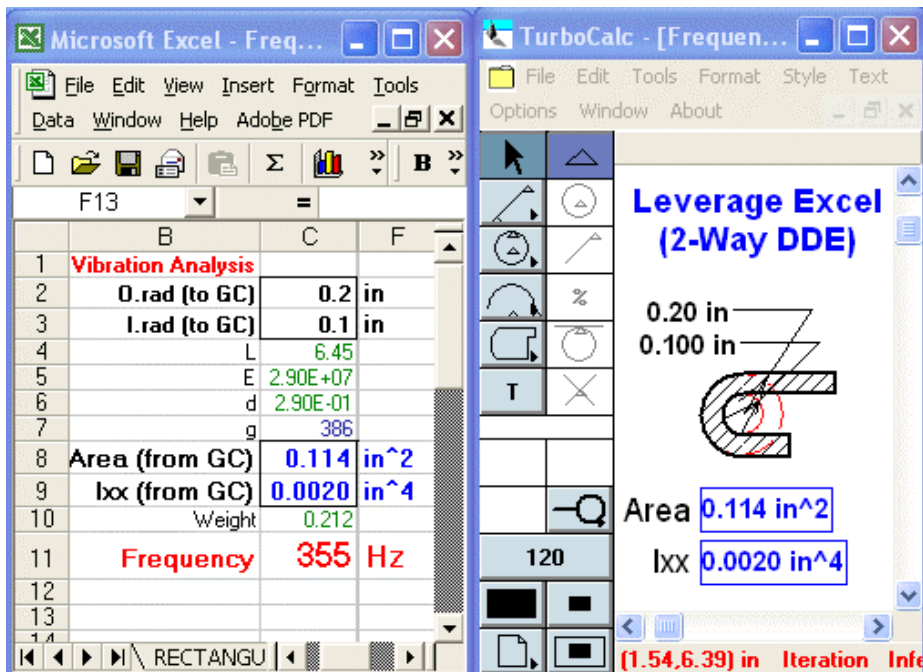 Microsoft Excel - Freq...
File Edit View Insert Format Tools
Data Window Help Adobe PDF
Σ » B »
F13 =
B C F
1 Vibration Analysis
2 O.rad (to GC) 0.2 in
3 I.rad (to GC) 0.1 in
4 L 6.45
5 E 2.90E+07
6 d 2.90E-01
7 g 386
8 Area (from GC) 0.114 in^2
9 Ixx (from GC) 0.0020 in^4
10 Weight 0.212
11 Frequency 355 Hz
12
13
14
RECTANGU
TurboCalc - [Frequen...
File Edit Tools Format Style Text
Options Window About
%
T
120
Leverage Excel
(2-Way DDE)
0.20 in
0.100 in
Area 0.114 in^2
Ixx 0.0020 in^4
(1.54,6.39) in Iteration Inf